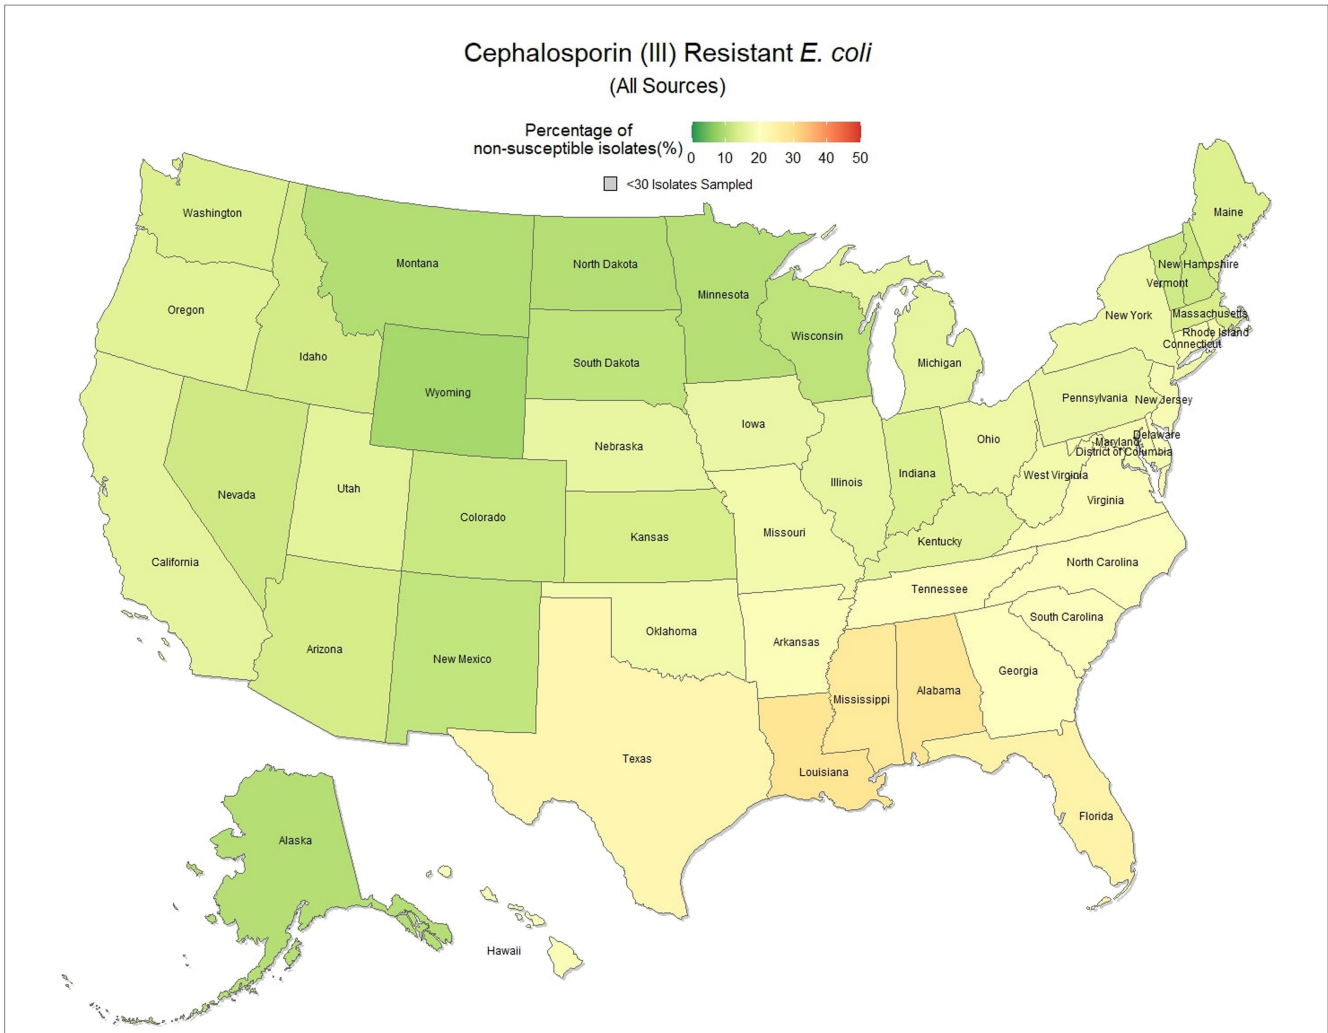 Cephalosporin (III) Resistant E. coli
(All Sources)
Percentage of
non-susceptible isolates(%)
0 10 20 30 40 50
<30 Isolates Sampled
Washington
Maine
Montana
North Dakota
New Hampshire
Minnesota
Vermont
Oregon
New York
Massachusetts
Wisconsin
Rhode Island
Connecticut
Idaho
South Dakota
Michigan
Wyoming
Pennsylvania
New Jersey
Iowa
Ohio
Delaware
Maryland
Nebraska
District of Columbia
Indiana
West Virginia
Utah
Illinois
Nevada
Virginia
Colorado
Missouri
Kansas
Kentucky
California
North Carolina
Tennessee
South Carolina
Oklahoma
Arkansas
Arizona
New Mexico
Georgia
Alabama
Mississippi
Texas
Louisiana
Florida
Alaska
Hawaii